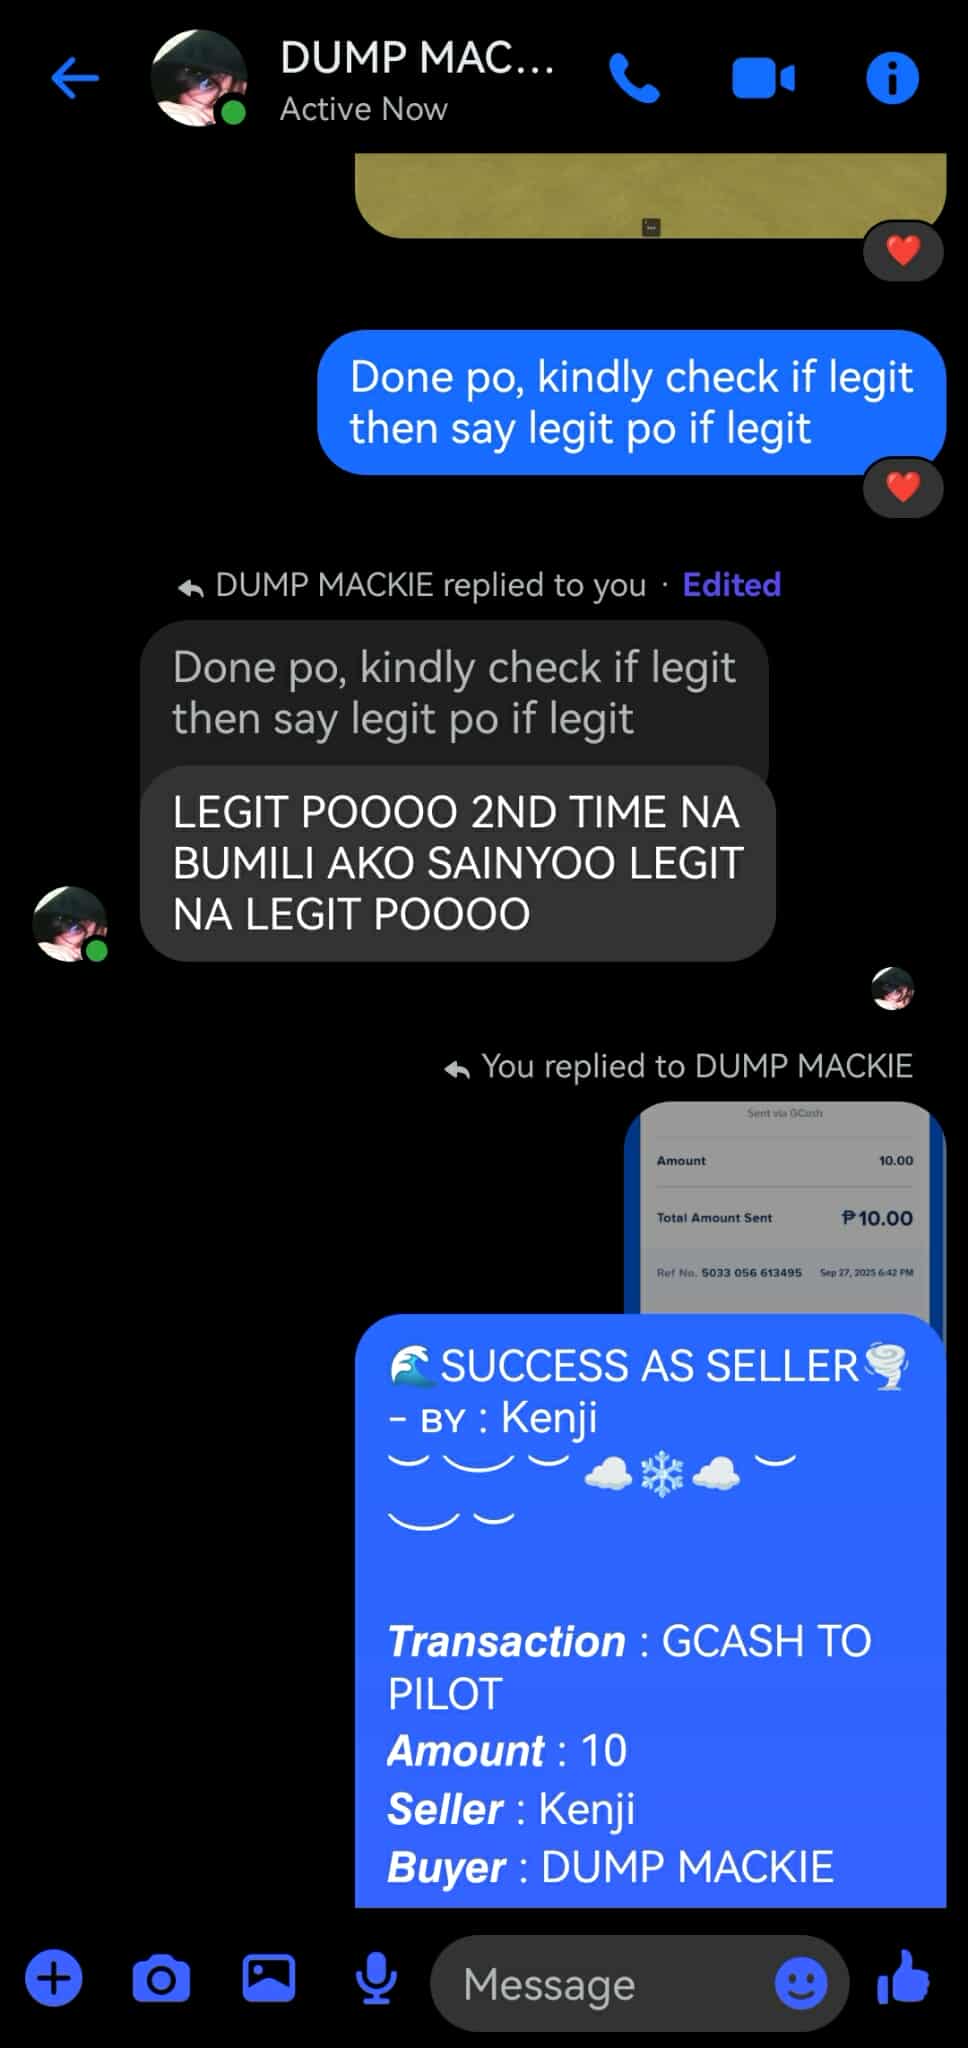 DUMP MAC...
Active Now
❤️
Done po, kindly check if legit
then say legit po if legit
❤️
DUMP MACKIE replied to you · Edited
Done po, kindly check if legit
then say legit po if legit
LEGIT POOOO 2ND TIME NA
BUMILI AKO SAINYOO LEGIT
NA LEGIT POOOO
You replied to DUMP MACKIE
Sent via GCash
Amount 10.00
Total Amount Sent ₱10.00
Ref No. 5033 056 613495 Sep 27, 2025 6:42 PM
🌊SUCCESS AS SELLER🌪️
- ʙʏ : Kenji
︶︶︶ ☁️❄️☁️ ︶
︶︶
Transaction : GCASH TO
PILOT
Amount : 10
Seller : Kenji
Buyer : DUMP MACKIE
Message